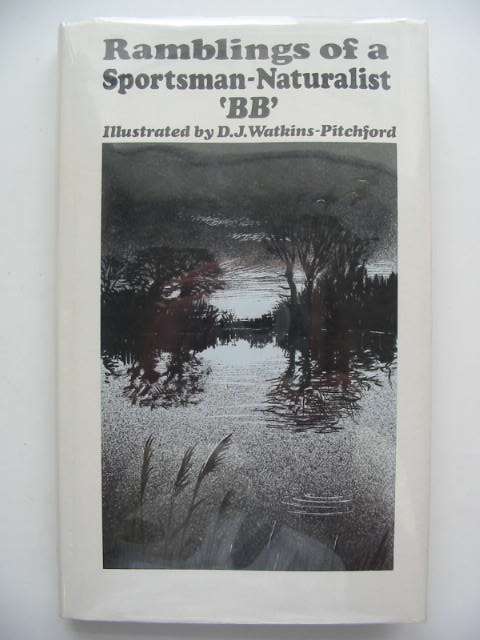 Ramblings of a
Sportsman-Naturalist
‘BB’
Illustrated by D.J.Watkins-Pitchford